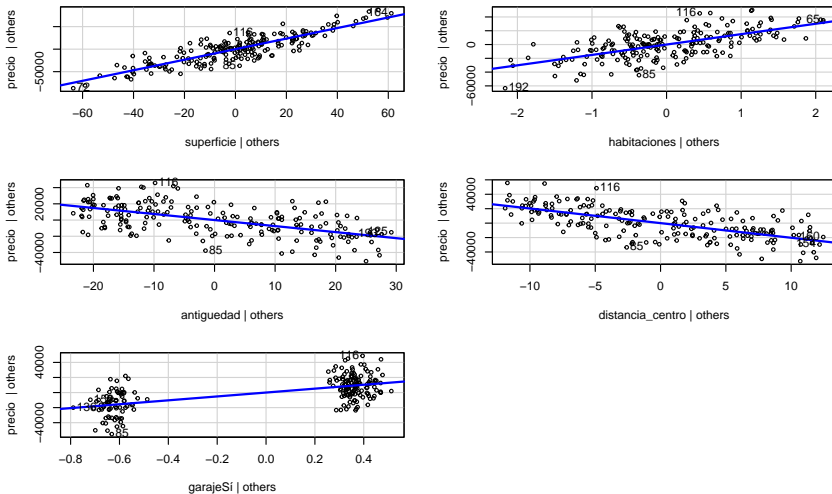 116
164
85
72
−50000
precio | others
−60 −40 −20 0 20 40 60
superficie | others
116
65
85
192
0
−60000
precio | others
−2 −1 0 1 2
habitaciones | others
116
85
20000
−40000
precio | others
−20 −10 0 10 20 30
antiguedad | others
116
85
40000
−40000
precio | others
−10 −5 0 5 10
distancia_centro | others
116
85
40000
−40000
precio | others
−0.8 −0.6 −0.4 −0.2 0.0 0.2 0.4
garajeSí | others